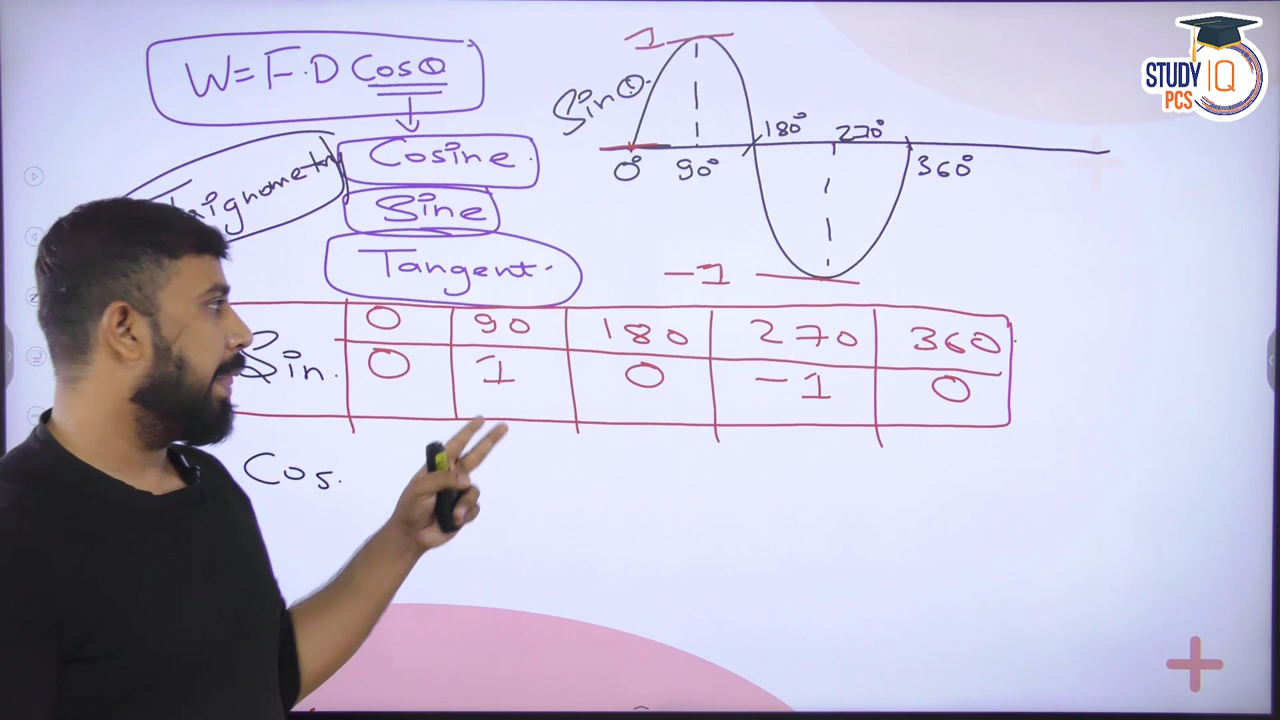 W = F.D Cosθ
Cosine
Sine
Tangent
Sinθ
1
0° 90° 180° 270° 360°
-1
0 90 180 270 360
Sin. 0 1 0 -1 0
Cos.
STUDY IQ
PCS